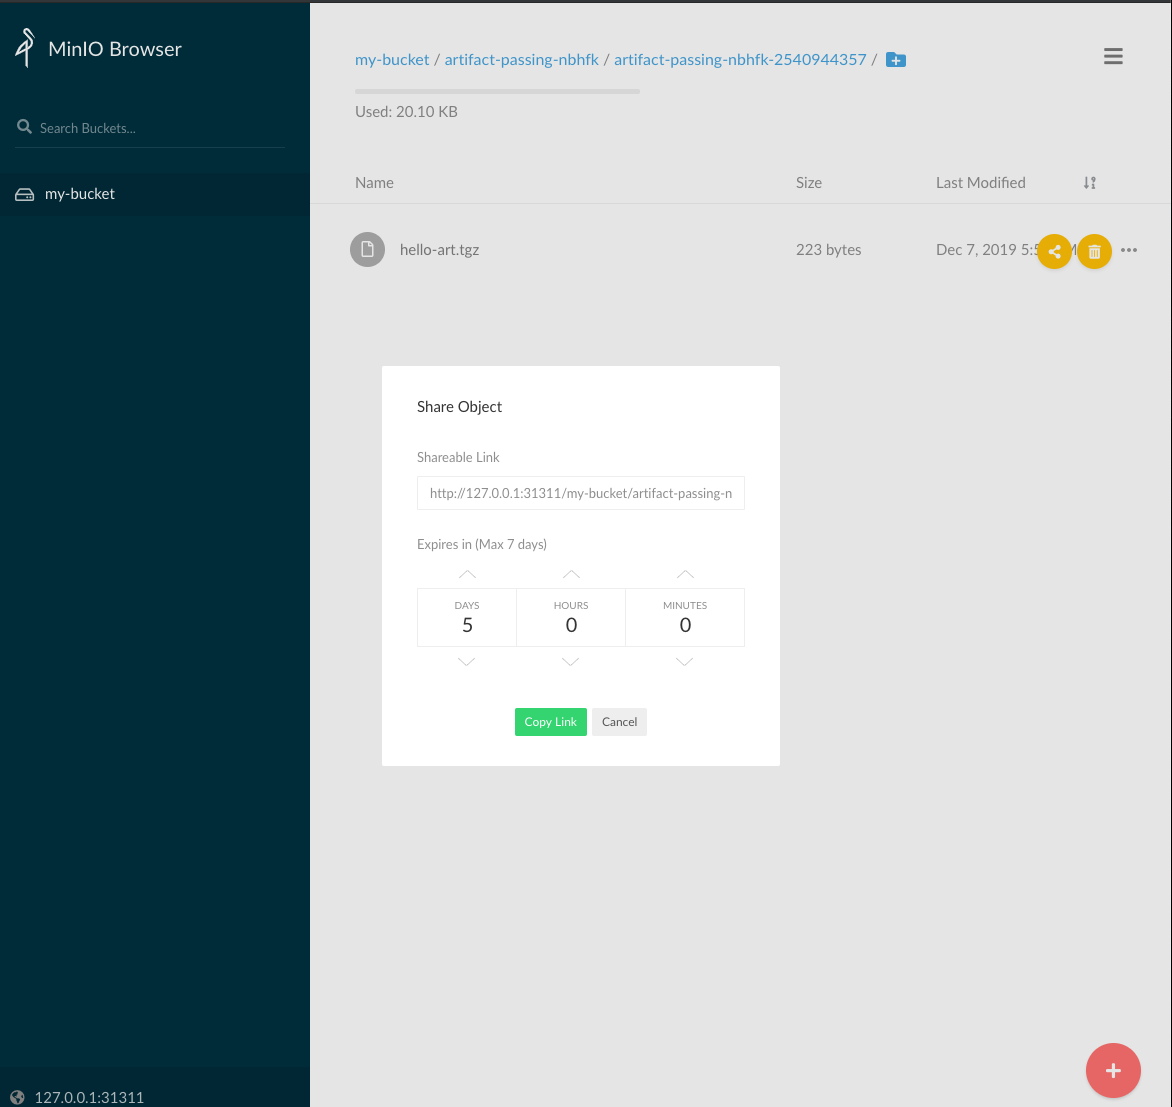 MinIO Browser
Search Buckets...
my-bucket
127.0.0.1:31311
my-bucket / artifact-passing-nbhfk / artifact-passing-nbhfk-2540944357 /
Used: 20.10 KB
Name Size Last Modified
hello-art.tgz 223 bytes Dec 7, 2019 5:5 M
Share Object
Shareable Link
http://127.0.0.1:31311/my-bucket/artifact-passing-n
Expires in (Max 7 days)
DAYS HOURS MINUTES
5 0 0
Copy Link Cancel